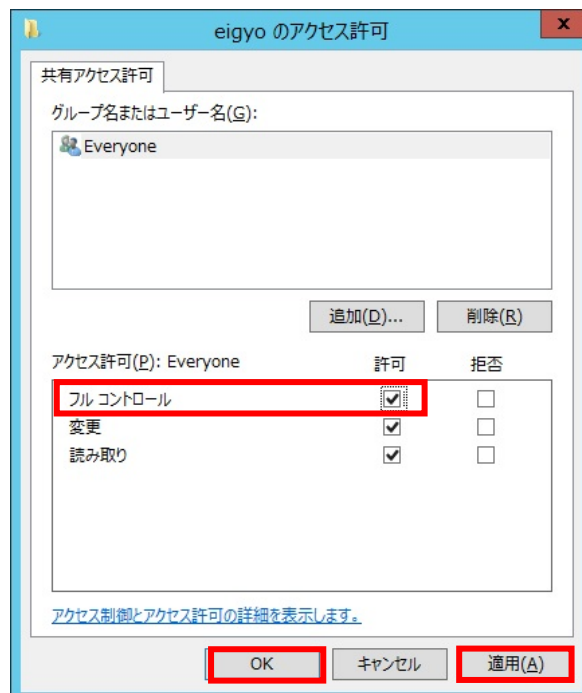 eigyo のアクセス許可
x
共有アクセス許可
グループ名またはユーザー名(G):
Everyone
追加(D)...
削除(R)
アクセス許可(P): Everyone 許可 拒否
フル コントロール
変更
読み取り
アクセス制御とアクセス許可の詳細を表示します。
OK
キャンセル
適用(A)